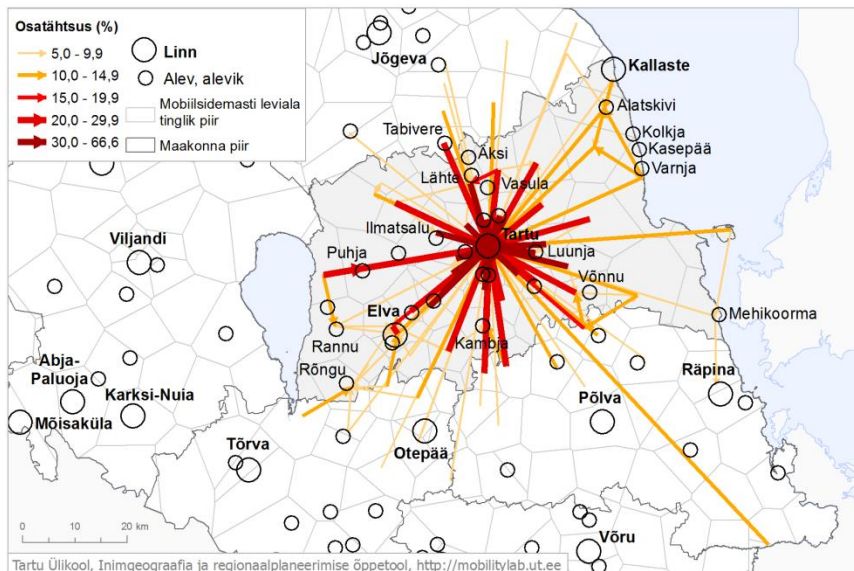 Osatähtsus (%)
5,0 - 9,9
10,0 - 14,9
15,0 - 19,9
20,0 - 29,9
30,0 - 66,6
Linn
Alev, alevik
Mobiilsidemasti leviala
tinglik piir
Maakonna piir
Jõgeva
Kallaste
Alatskivi
Tabivere
Kolkja
Äksi
Kasepää
Lähte
Varnja
Vasula
Ilmatsalu
Viljandi
Tartu
Puhja
Luunja
Võnnu
Elva
Mehikoorma
Rannu
Kambja
Abja-
Paluoja
Rõngu
Räpina
Karksi-Nuia
Põlva
Mõisaküla
Otepää
Tõrva
0 10 20 km
Võru
Tartu Ülikool, Inimgeograafia ja regionaalplaneerimise õppetool, http://mobilitylab.ut.ee